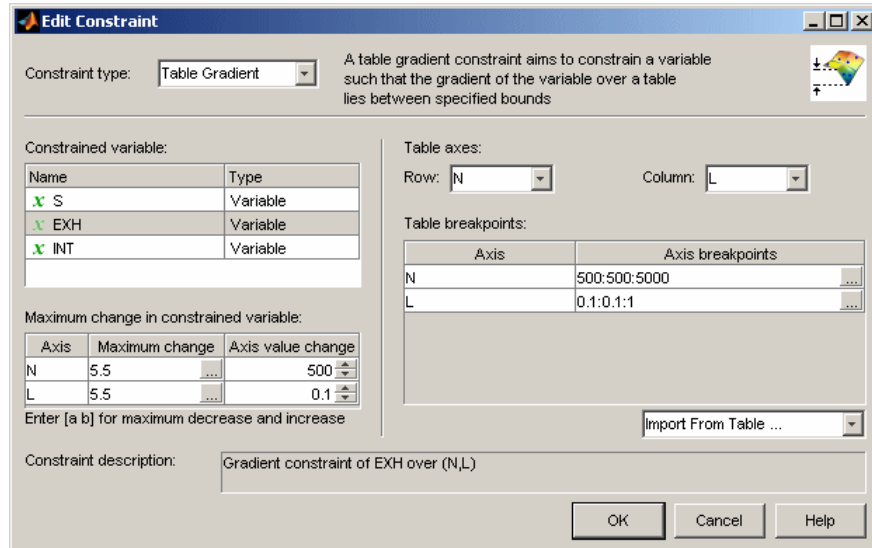 Edit Constraint
Constraint type: Table Gradient
A table gradient constraint aims to constrain a variable
such that the gradient of the variable over a table
lies between specified bounds
Constrained variable:
Name Type
x S Variable
x EXH Variable
x INT Variable
Maximum change in constrained variable:
Axis Maximum change Axis value change
N 5.5 ... 500
L 5.5 ... 0.1
Enter [a b] for maximum decrease and increase
Table axes:
Row: N Column: L
Table breakpoints:
Axis Axis breakpoints
N 500:500:5000 ...
L 0.1:0.1:1 ...
Import From Table ...
Constraint description: Gradient constraint of EXH over (N,L)
OK Cancel Help